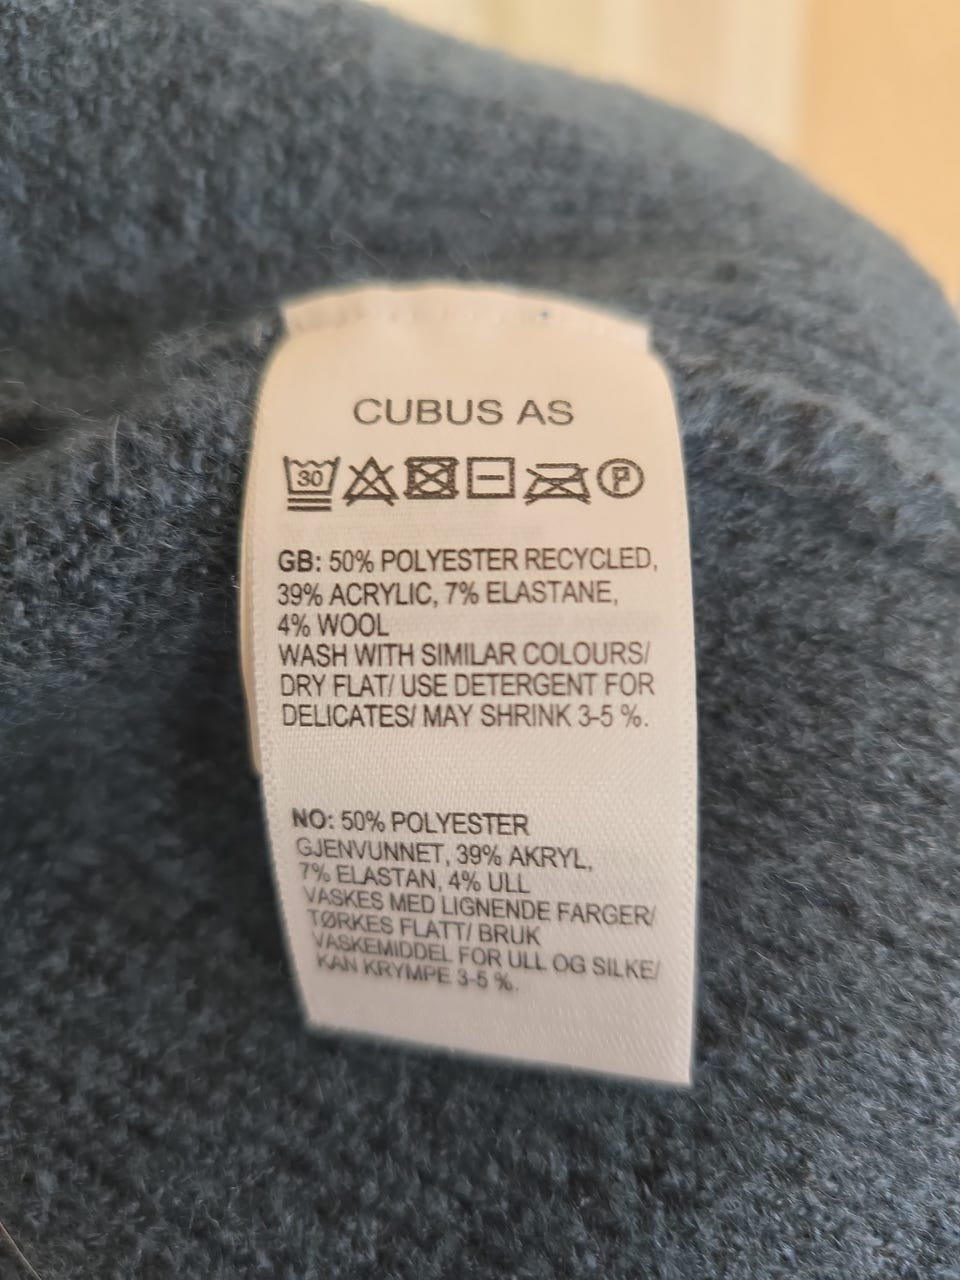 CUBUS AS
30 P
GB: 50% POLYESTER RECYCLED,
39% ACRYLIC, 7% ELASTANE,
4% WOOL
WASH WITH SIMILAR COLOURS/
DRY FLAT/ USE DETERGENT FOR
DELICATES/ MAY SHRINK 3-5 %.
NO: 50% POLYESTER
GJENVUNNET, 39% AKRYL,
7% ELASTAN, 4% ULL
VASKES MED LIGNENDE FARGER/
TØRKES FLATT/ BRUK
VASKEMIDDEL FOR ULL OG SILKE/
KAN KRYMPE 3-5 %.